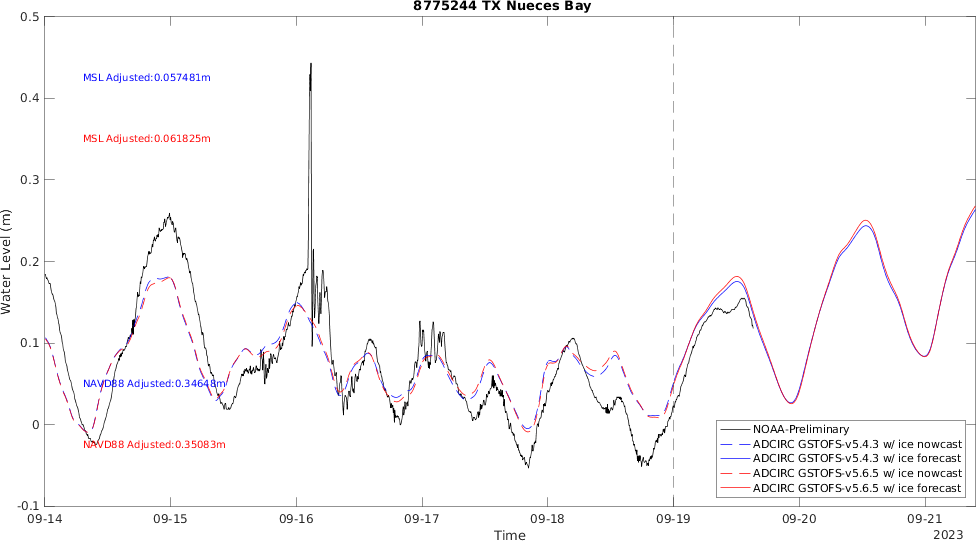 8775244 TX Nueces Bay
0.5
MSL Adjusted:0.057481m
0.4
MSL Adjusted:0.061825m
0.3
Water Level (m)
0.2
0.1
NAVD88 Adjusted:0.34648m
0
NAVD88 Adjusted:0.35083m
NOAA-Preliminary
ADCIRC GSTOFS-v5.4.3 w/ ice nowcast
ADCIRC GSTOFS-v5.4.3 w/ ice forecast
ADCIRC GSTOFS-v5.6.5 w/ ice nowcast
ADCIRC GSTOFS-v5.6.5 w/ ice forecast
-0.1
09-14 09-15 09-16 09-17 09-18 09-19 09-20 09-21
Time
2023